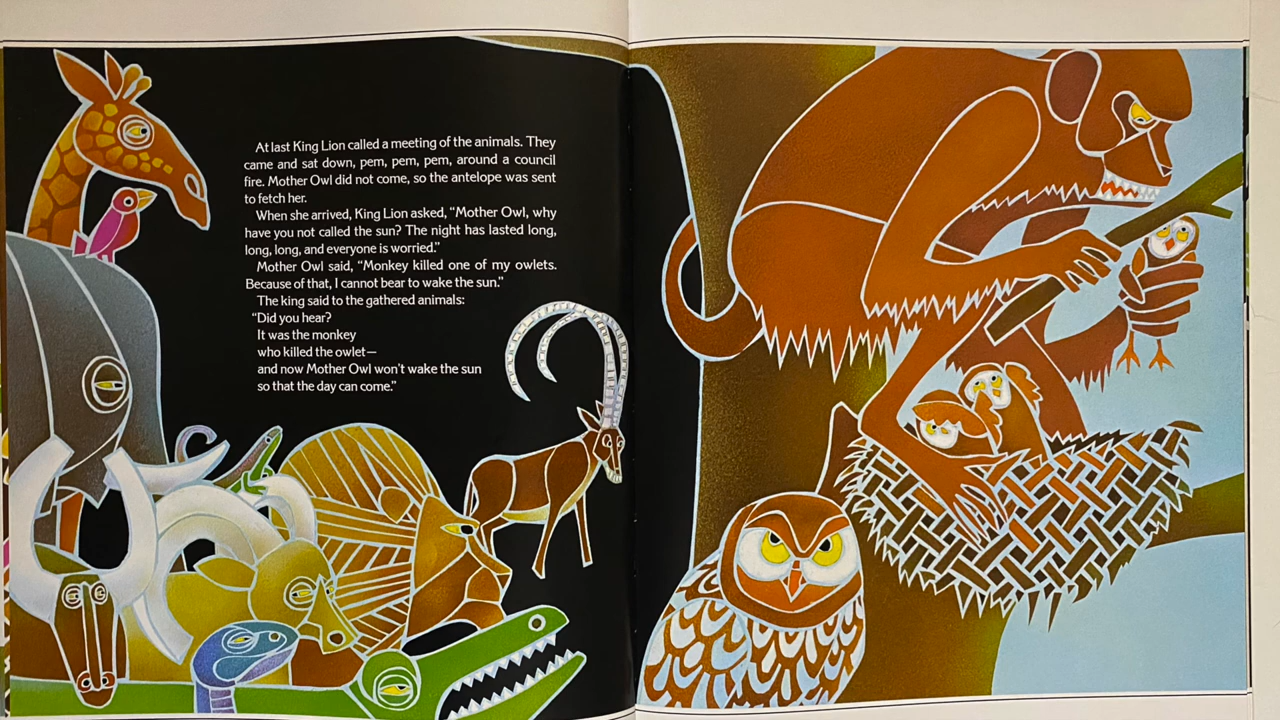 At last King Lion called a meeting of the animals. They
came and sat down, pem, pem, pem, around a council
fire. Mother Owl did not come, so the antelope was sent
to fetch her.
When she arrived, King Lion asked, “Mother Owl, why
have you not called the sun? The night has lasted long,
long, long, and everyone is worried.”
Mother Owl said, “Monkey killed one of my owlets.
Because of that, I cannot bear to wake the sun.”
The king said to the gathered animals:
“Did you hear?
It was the monkey
who killed the owlet—
and now Mother Owl won’t wake the sun
so that the day can come.”